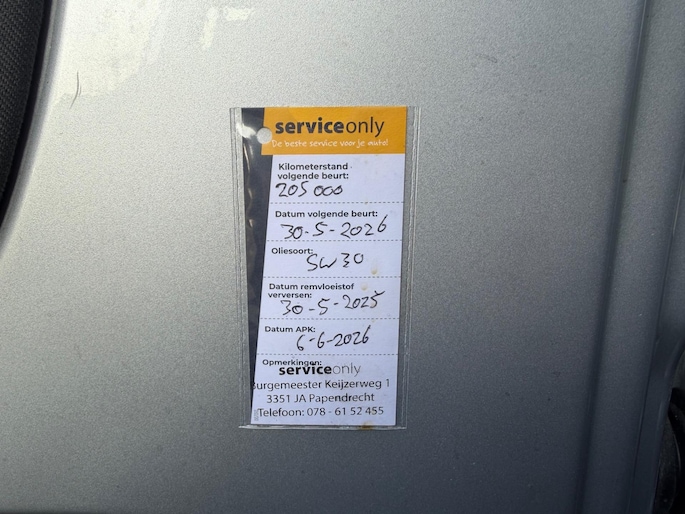 serviceonly
De beste service voor je auto!
Kilometerstand
volgende beurt:
205 000
Datum volgende beurt:
30-5-2026
Oliesoort:
5W30
Datum remvloeistof
verversen:
30-5-2025
Datum APK:
6-6-2026
Opmerkingen:
serviceonly
Burgemeester Keijzerweg 1
3351 JA Papendrecht
Telefoon: 078 - 61 52 455